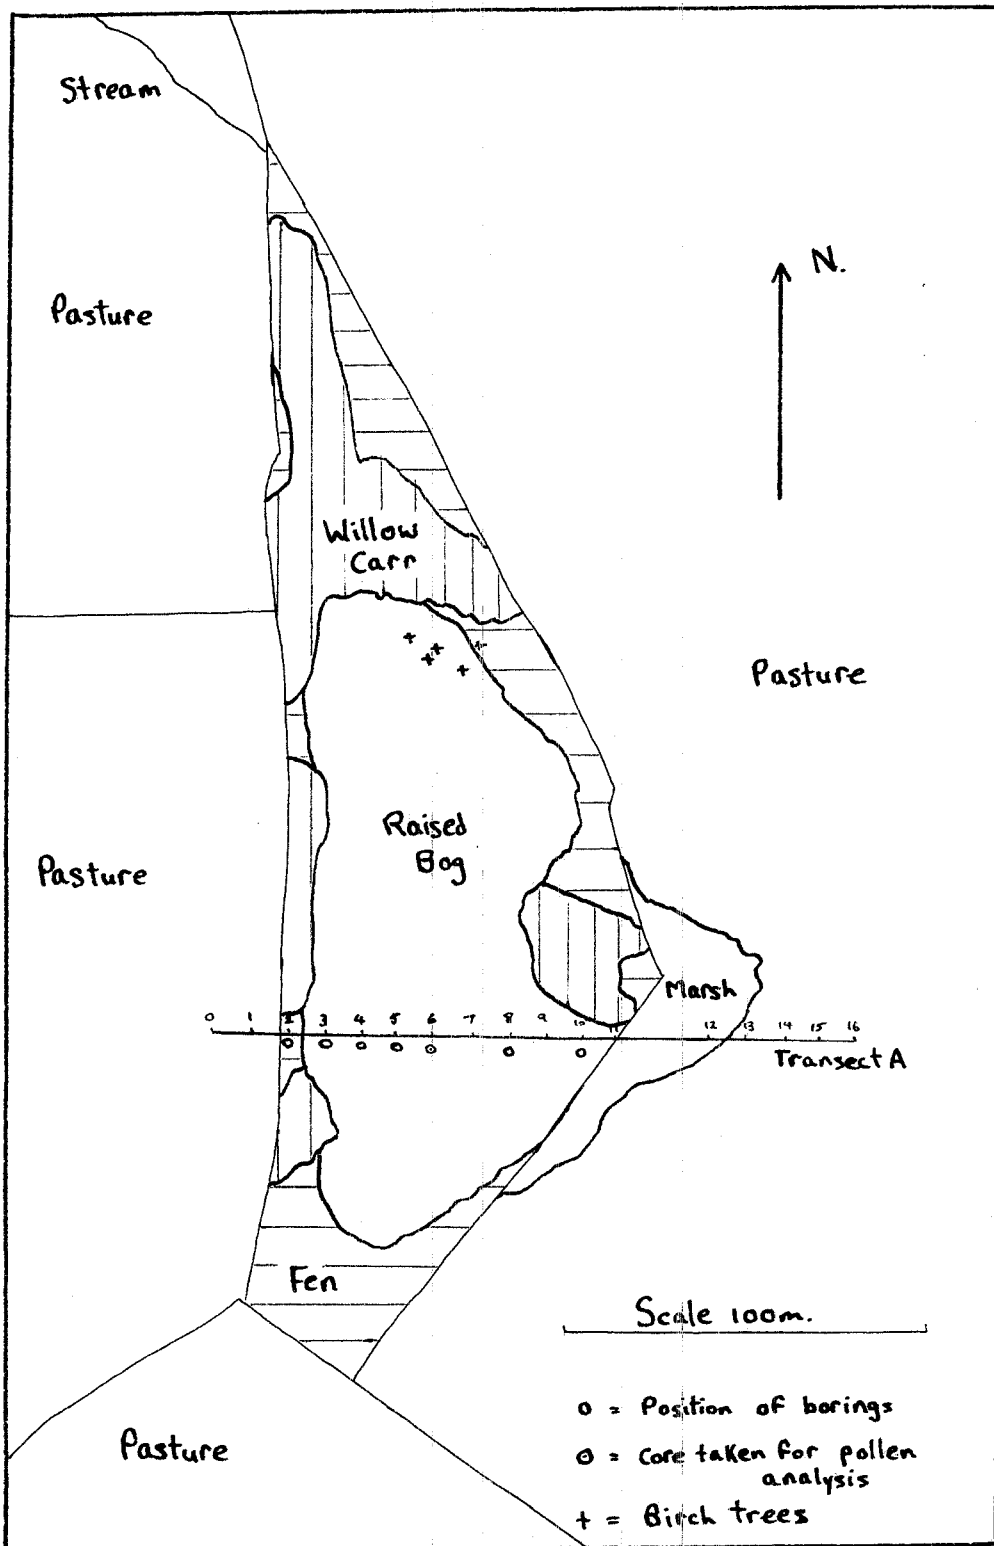 Stream
N.
Pasture
Willow
Carr
Pasture
Raised
Bog
Pasture
Marsh
0 1 2 3 4 5 6 7 8 9 10 11 12 13 14 15 16
Transect A
Fen
Scale 100m.
o = Position of borings
⊙ = Core taken for pollen
analysis
+ = Birch trees
Pasture